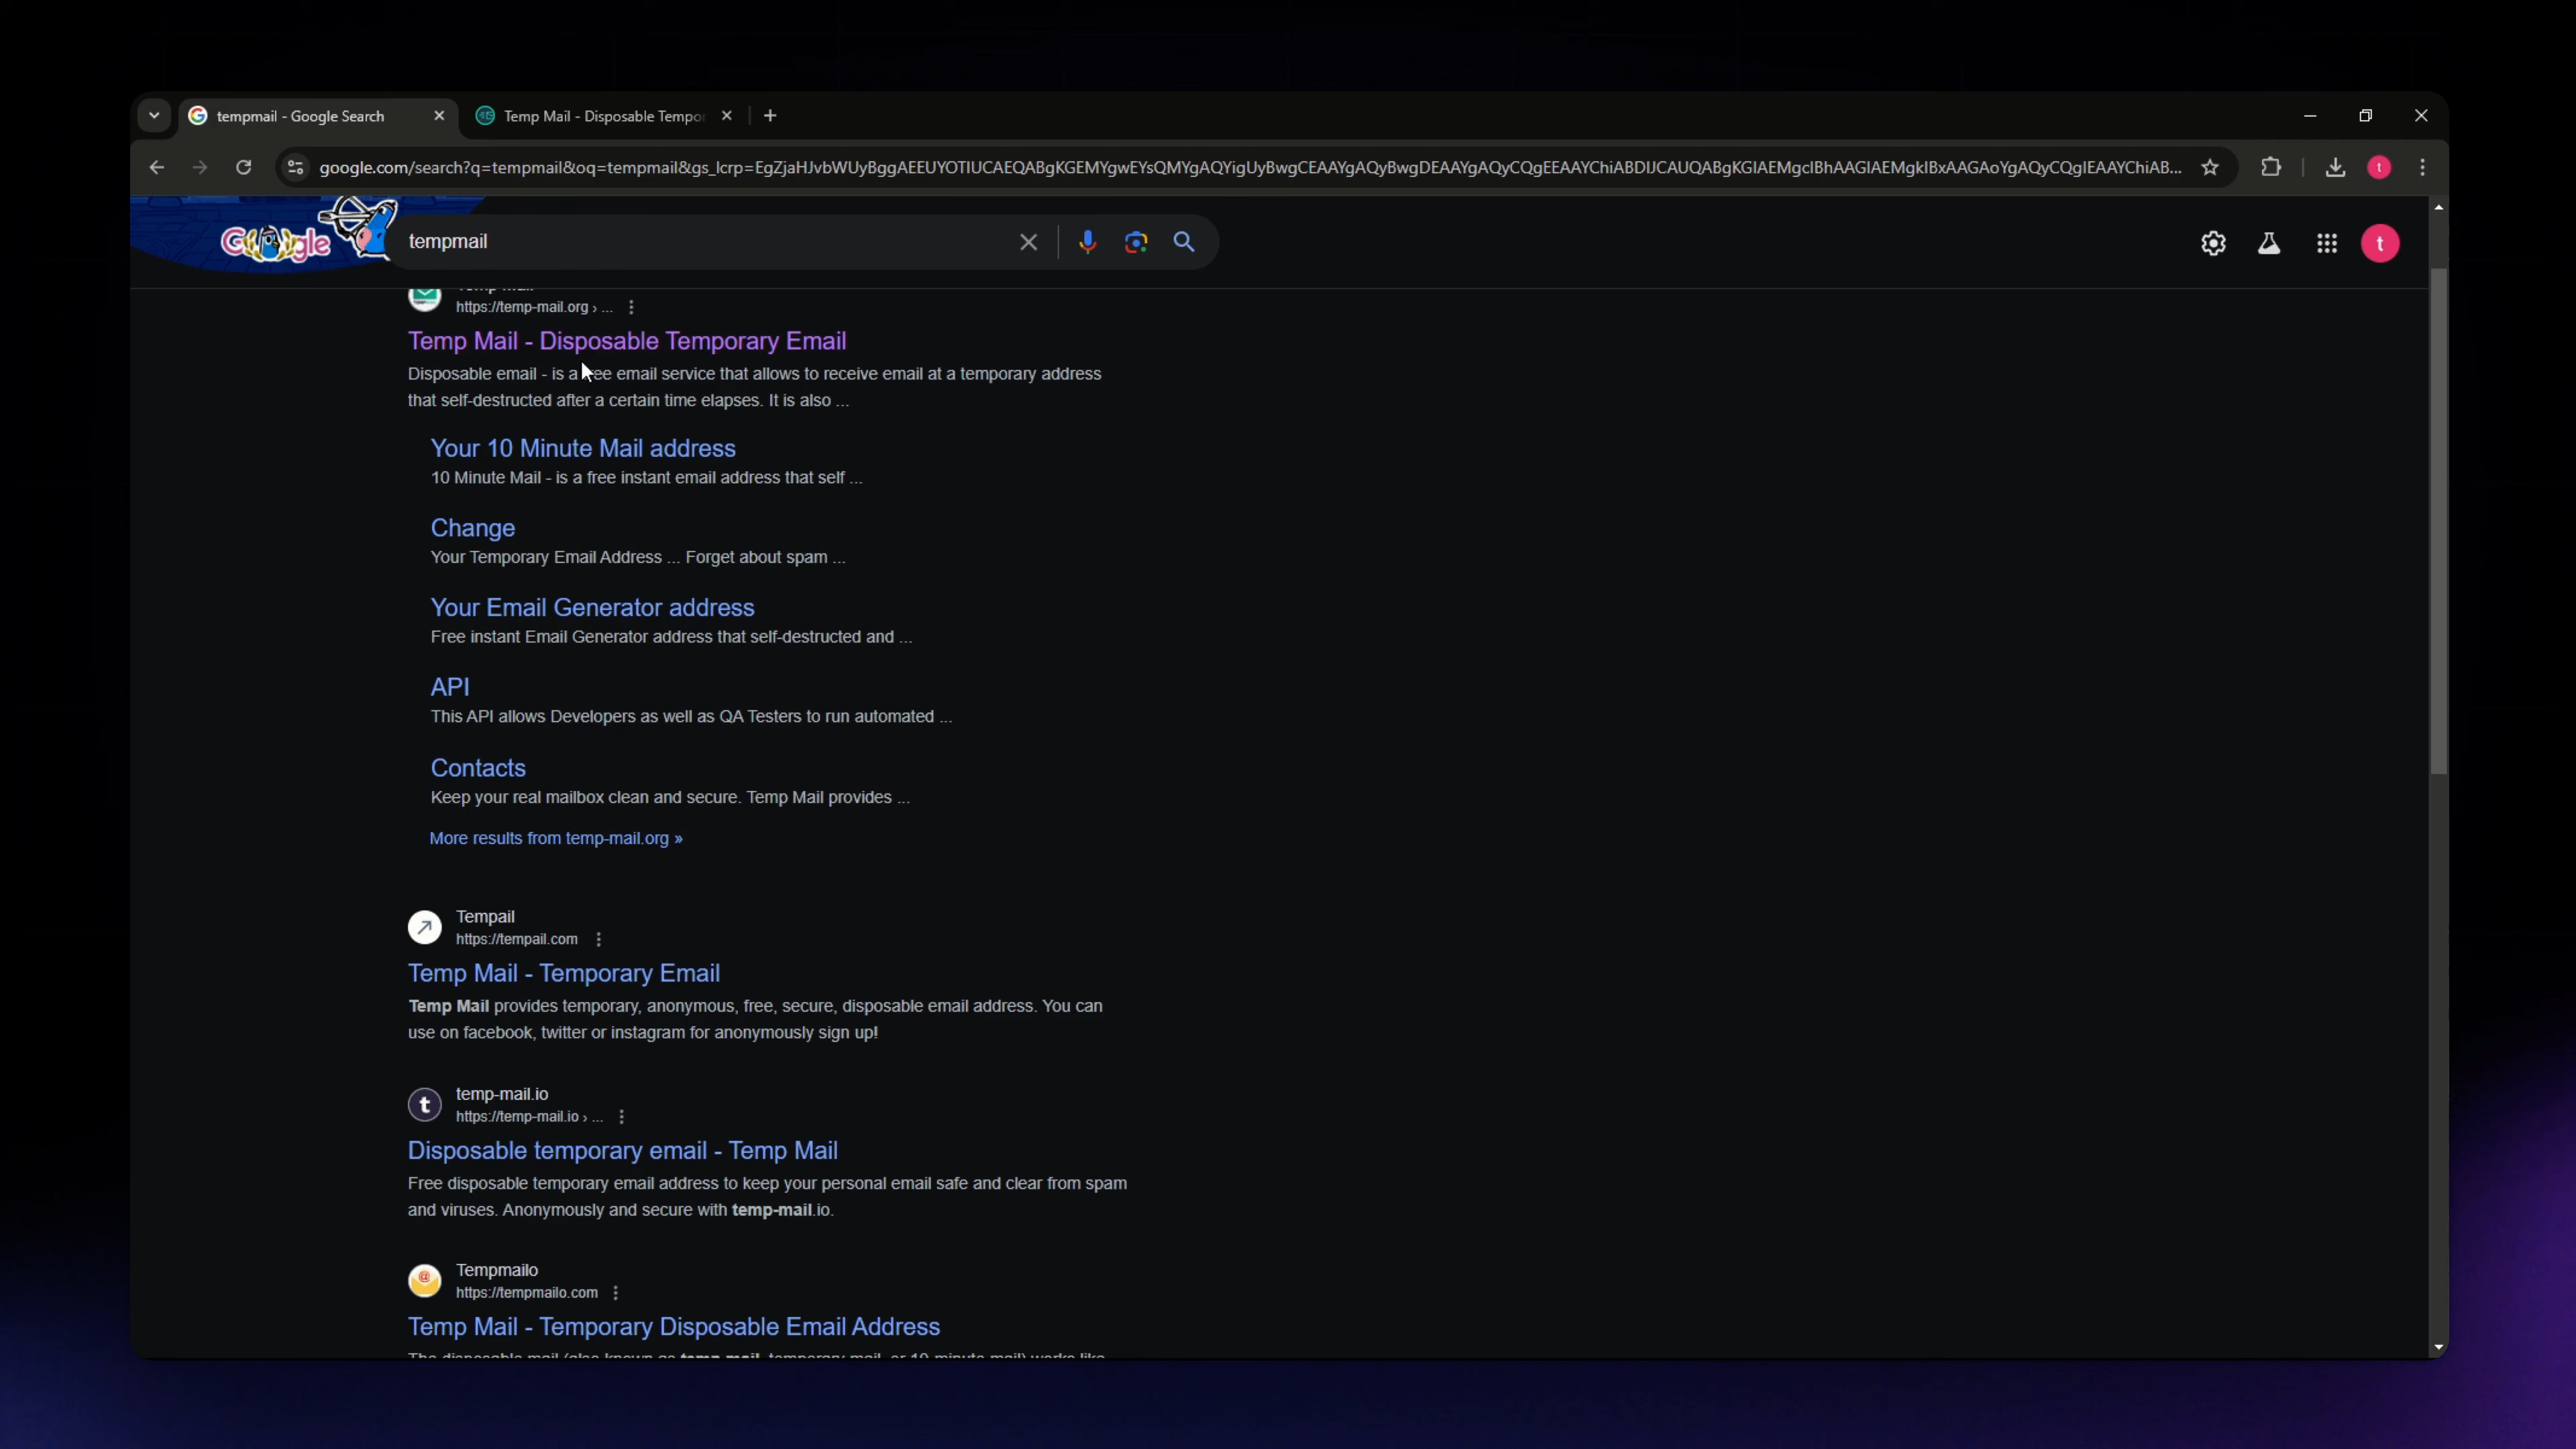 tempmail - Google Search
Temp Mail - Disposable Tempor
google.com/search?q=tempmail&oq=tempmail&gs_lcrp=EgZjaHJvbWUyBggAEEUYOTIUCAEQABgKGEMYgwEYsQMYgAQYigUyBwgCEAAYgAQyBwgDEAAYgAQyCQgEEAAYChiABDIJCAUQABgKGIAEMgcIBhAAGIAEMgkIBxAAGAoYgAQyCQgIEAAYChiAB...
Google
tempmail
t
t
https://temp-mail.org › ...
Temp Mail - Disposable Temporary Email
Disposable email - is a free email service that allows to receive email at a temporary address
that self-destructed after a certain time elapses. It is also ...
Your 10 Minute Mail address
10 Minute Mail - is a free instant email address that self ...
Change
Your Temporary Email Address ... Forget about spam ...
Your Email Generator address
Free instant Email Generator address that self-destructed and ...
API
This API allows Developers as well as QA Testers to run automated ...
Contacts
Keep your real mailbox clean and secure. Temp Mail provides ...
More results from temp-mail.org »
Tempail
https://tempail.com
Temp Mail - Temporary Email
Temp Mail provides temporary, anonymous, free, secure, disposable email address. You can
use on facebook, twitter or instagram for anonymously sign up!
t
temp-mail.io
https://temp-mail.io › ...
Disposable temporary email - Temp Mail
Free disposable temporary email address to keep your personal email safe and clear from spam
and viruses. Anonymously and secure with temp-mail.io.
Tempmailo
https://tempmailo.com
Temp Mail - Temporary Disposable Email Address